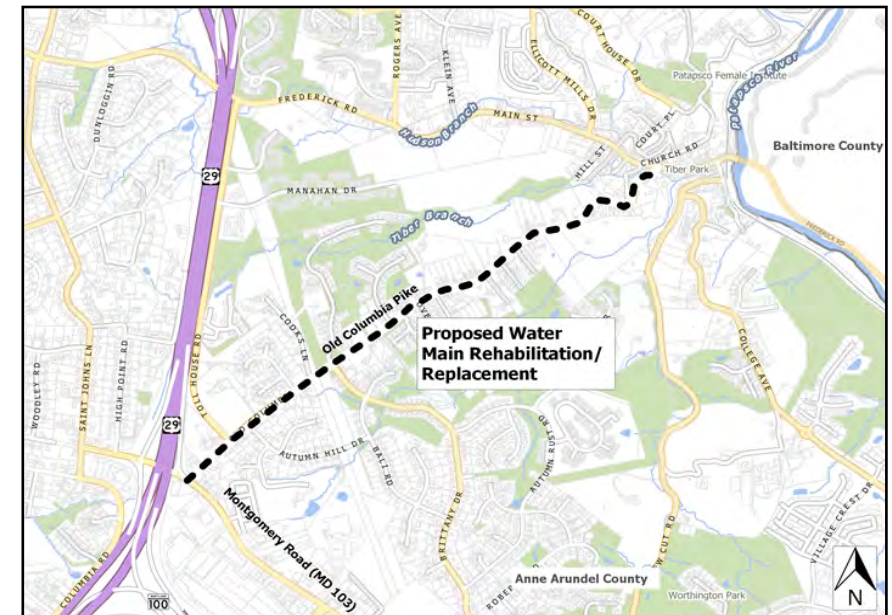 DUNLOGGIN RD
ROGERS AVE
KLEIN AVE
ELLICOTT MILLS DR
COURT HOUSE DR
Patapsco Female Institute
Patapsco River
Baltimore County
FREDERICK RD
MAIN ST
Hudson Branch
COURT PL
CHURCH RD
HILL ST
Tiber Park
29
MANAHAN DR
Tiber Branch
FREDERICK RD
Old Columbia Pike
COOKS LN
Proposed Water
Main Rehabilitation/
Replacement
TOLL HOUSE RD
SAINT JOHNS LN
HIGH POINT RD
WOODLEY RD
COLLEGE AVE
29
AUTUMN HILL DR
BALI RD
AUTUMN RUST RD
Montgomery Road (MD 103)
BRITTANY DR
VILLAGE CREST DR
COLUMBIA RD
100
Anne Arundel County
Worthington Park
N